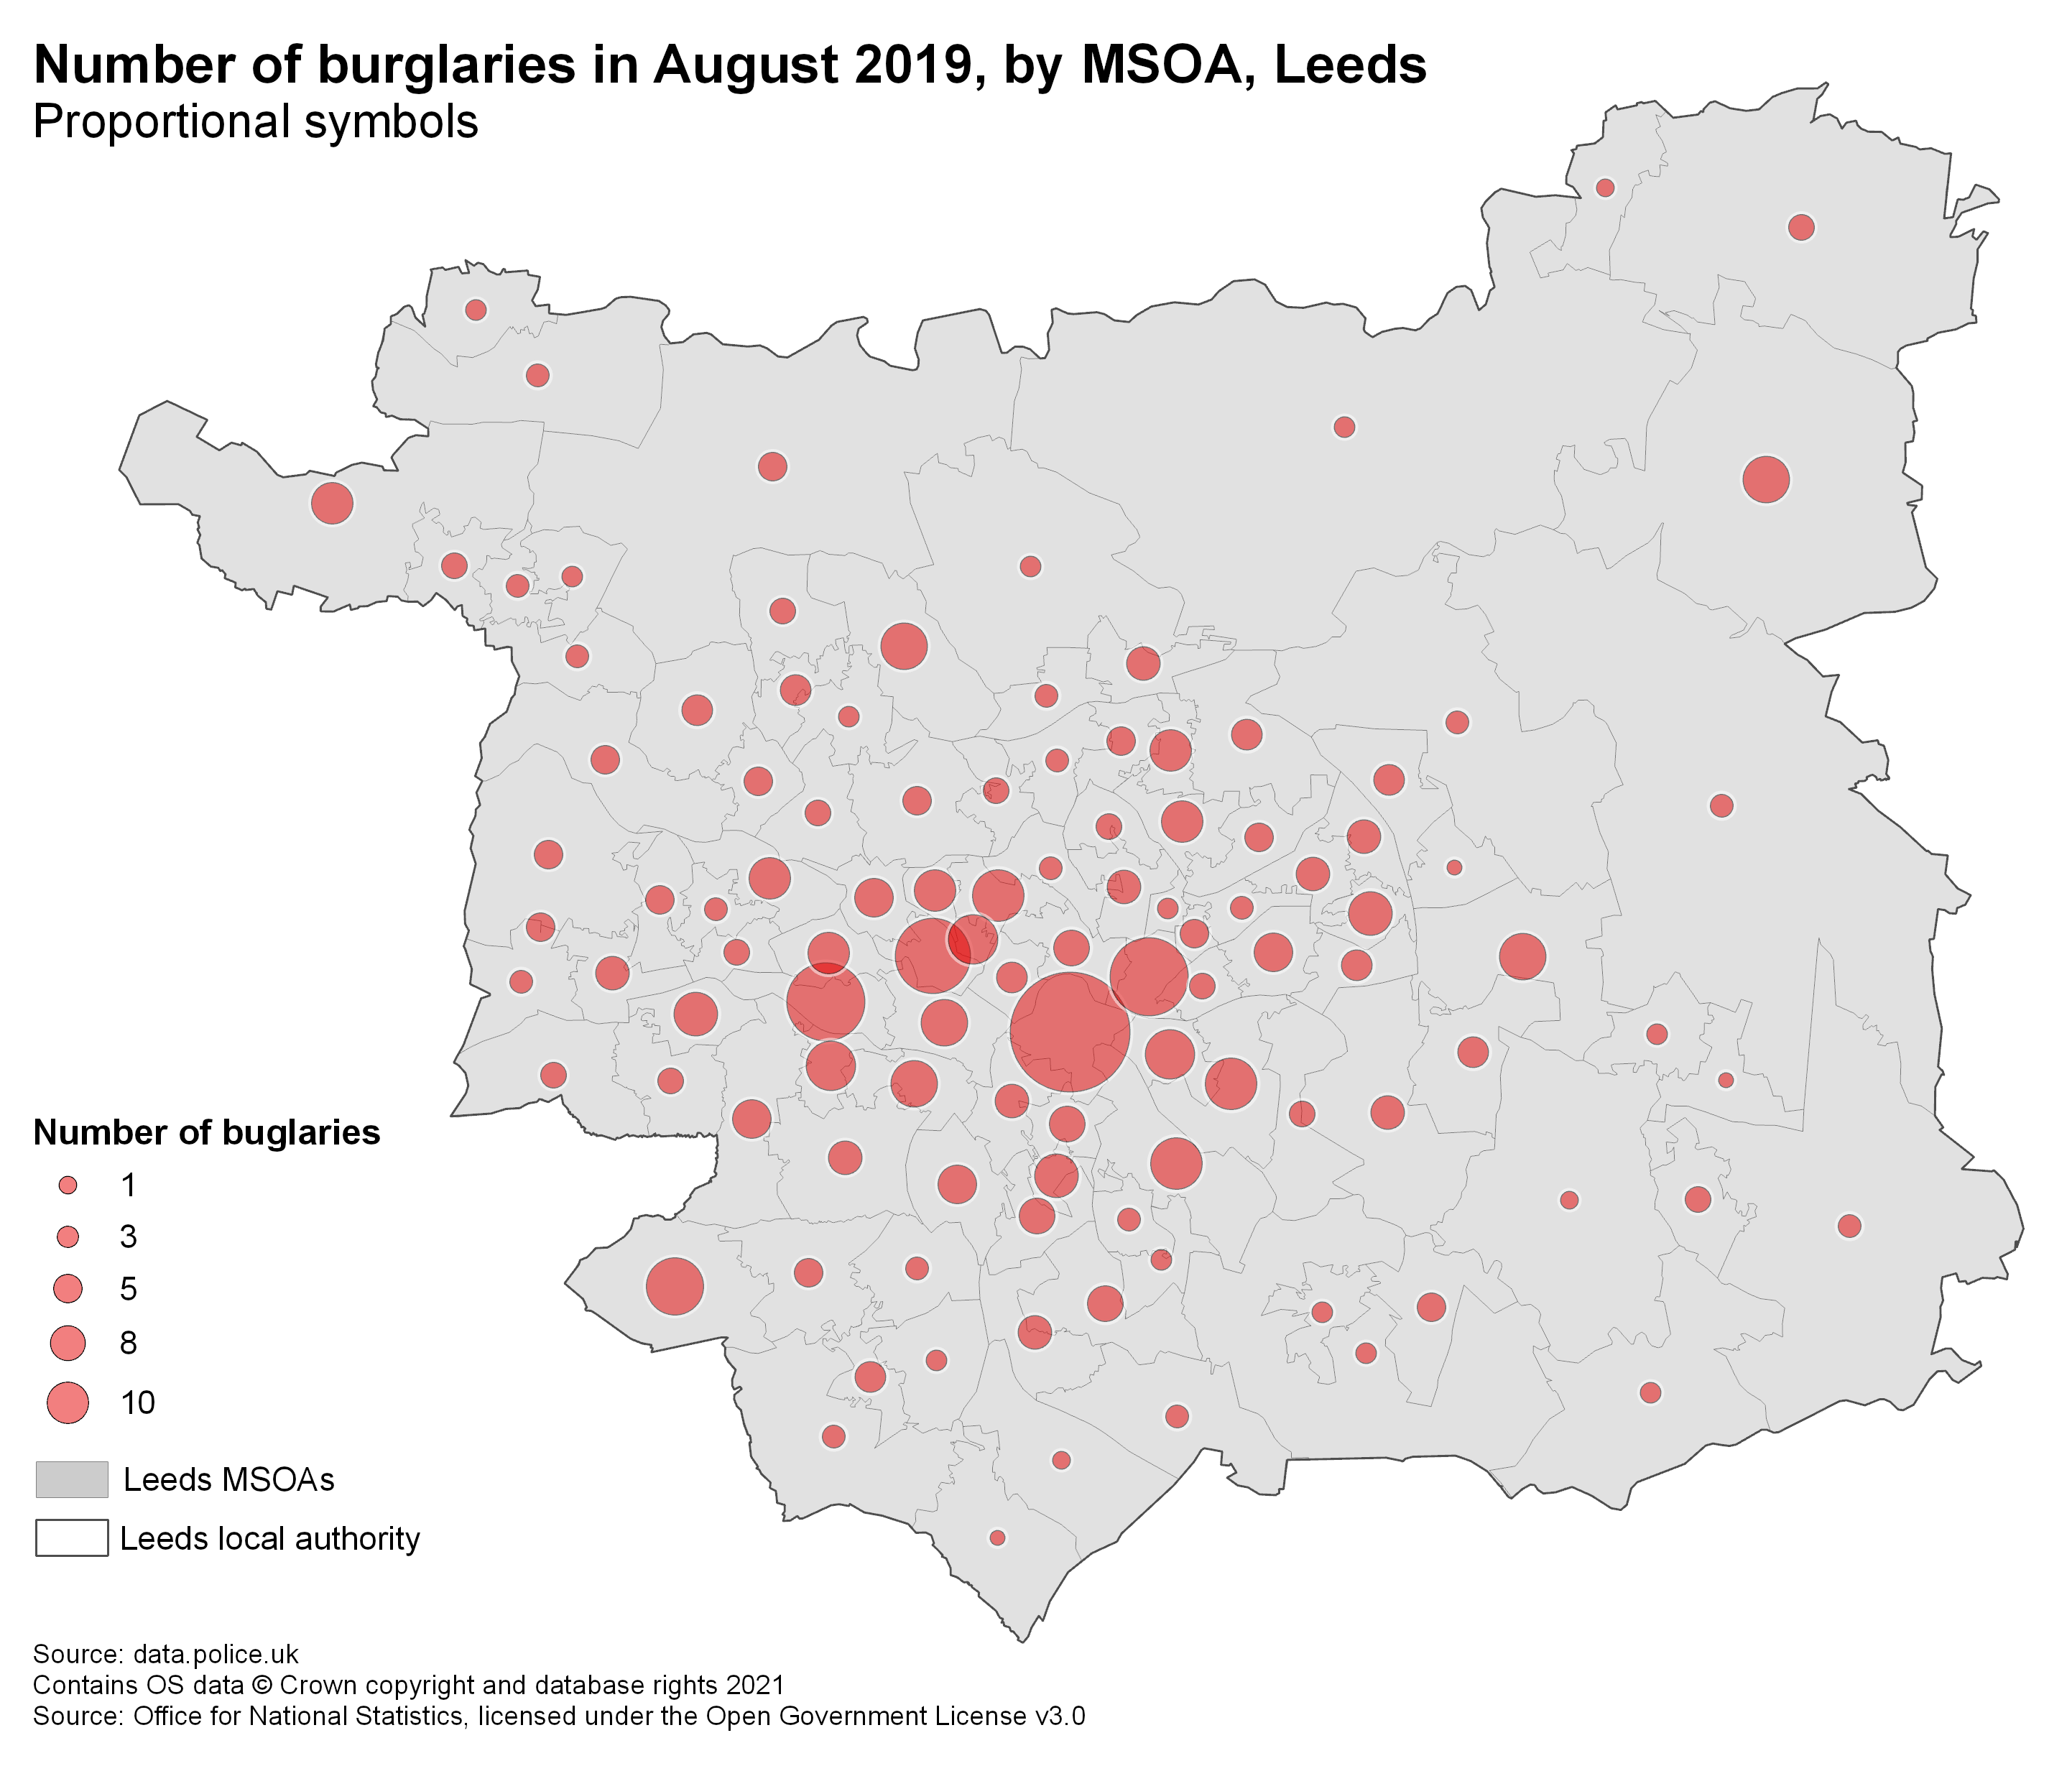 Number of burglaries in August 2019, by MSOA, Leeds
Proportional symbols
Number of buglaries
1
3
5
8
10
Leeds MSOAs
Leeds local authority
Source: data.police.uk
Contains OS data © Crown copyright and database rights 2021
Source: Office for National Statistics, licensed under the Open Government License v3.0